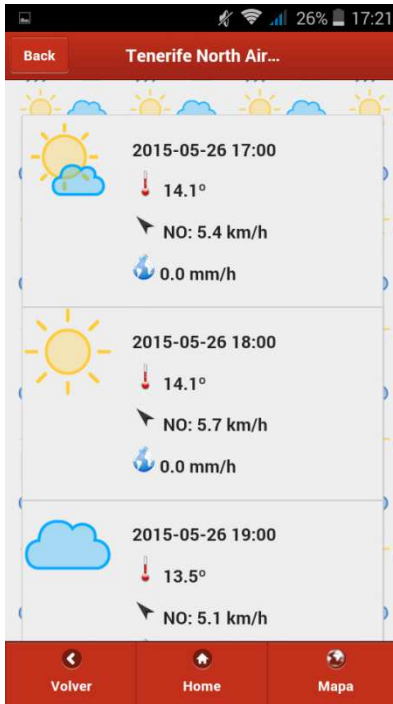 26% 17:21
Back Tenerife North Air...
2015-05-26 17:00
14.1º
NO: 5.4 km/h
0.0 mm/h
2015-05-26 18:00
14.1º
NO: 5.7 km/h
0.0 mm/h
2015-05-26 19:00
13.5º
NO: 5.1 km/h
Volver Home Mapa